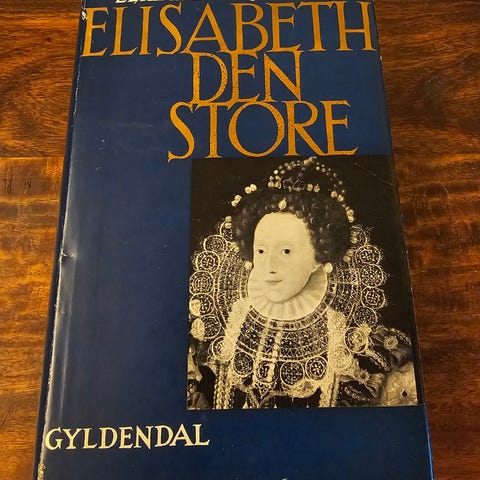 ELISABETH
DEN
STORE
GYLDENDAL